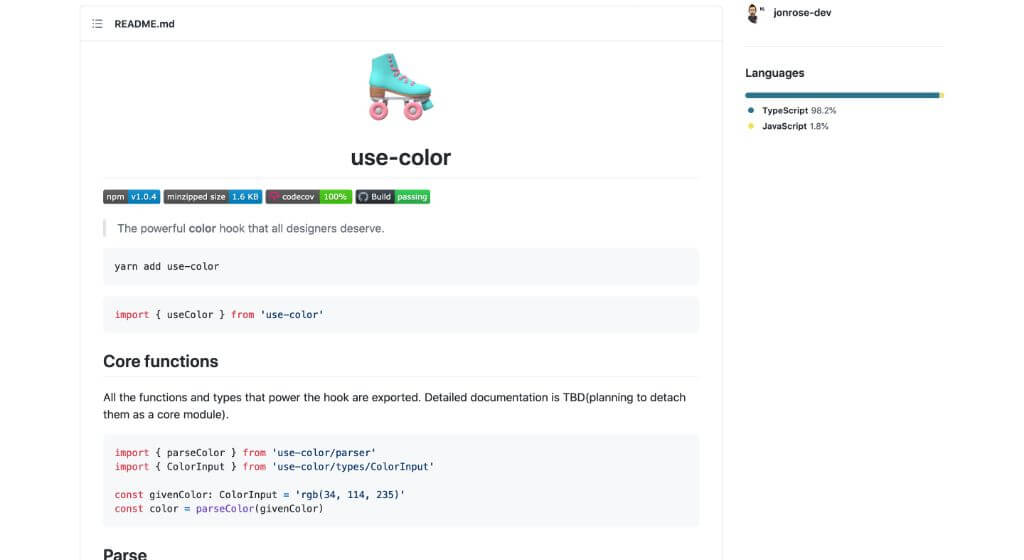 README.md
use-color
npm v1.0.4 minzipped size 1.6 KB codecov 100% Build passing
The powerful color hook that all designers deserve.
yarn add use-color
import { useColor } from 'use-color'
Core functions
All the functions and types that power the hook are exported. Detailed documentation is TBD(planning to detach
them as a core module).
import { parseColor } from 'use-color/parser'
import { ColorInput } from 'use-color/types/ColorInput'
const givenColor: ColorInput = 'rgb(34, 114, 235)'
const color = parseColor(givenColor)
Parse
jonrose-dev
Languages
TypeScript 98.2%
JavaScript 1.8%